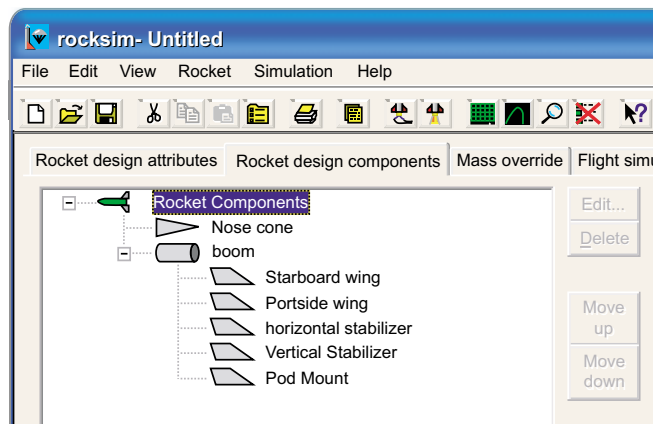 rocksim- Untitled
File Edit View Rocket Simulation Help
Rocket design attributes Rocket design components Mass override Flight simu
Rocket Components
Nose cone
boom
Starboard wing
Portside wing
horizontal stabilizer
Vertical Stabilizer
Pod Mount
Edit...
Delete
Move
up
Move
down